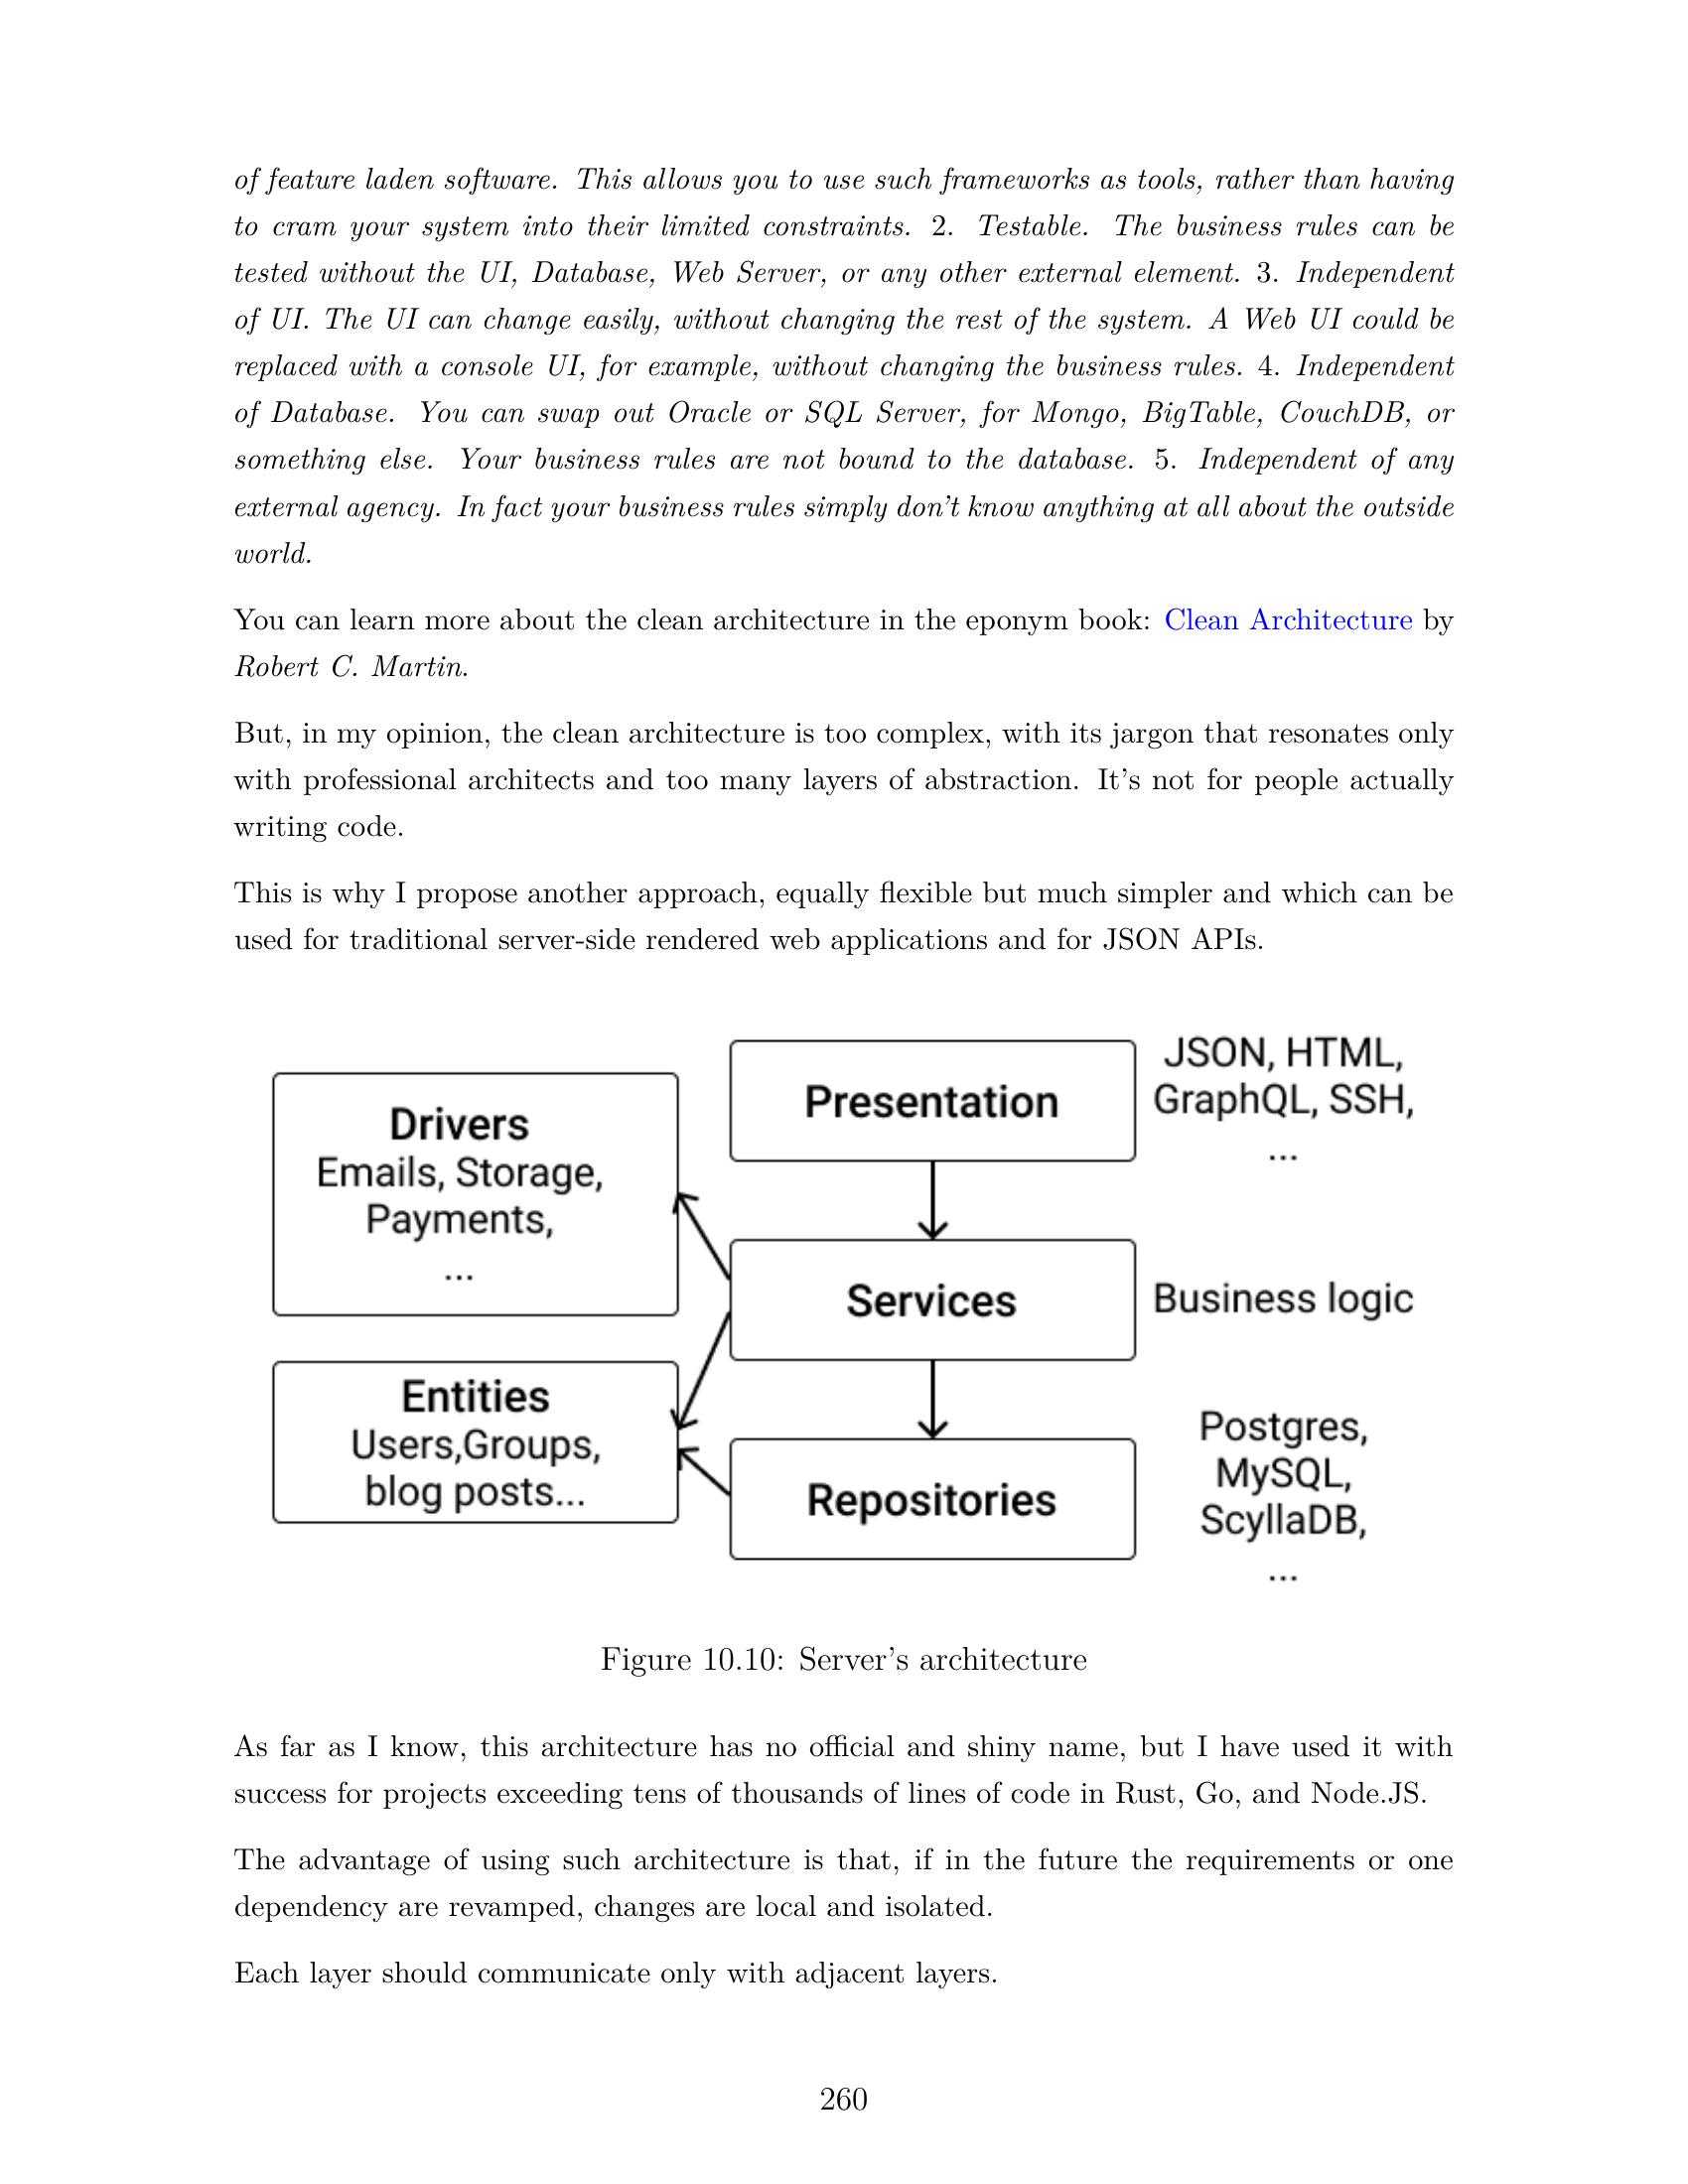 of feature laden software. This allows you to use such frameworks as tools, rather than having
to cram your system into their limited constraints. 2. Testable. The business rules can be
tested without the UI, Database, Web Server, or any other external element. 3. Independent
of UI. The UI can change easily, without changing the rest of the system. A Web UI could be
replaced with a console UI, for example, without changing the business rules. 4. Independent
of Database. You can swap out Oracle or SQL Server, for Mongo, BigTable, CouchDB, or
something else. Your business rules are not bound to the database. 5. Independent of any
external agency. In fact your business rules simply don't know anything at all about the outside
world.
You can learn more about the clean architecture in the eponym book: Clean Architecture by
Robert C. Martin.
But, in my opinion, the clean architecture is too complex, with its jargon that resonates only
with professional architects and too many layers of abstraction. It's not for people actually
writing code.
This is why I propose another approach, equally flexible but much simpler and which can be
used for traditional server-side rendered web applications and for JSON APIs.
Drivers
Emails, Storage,
Payments,
...
Entities
Users,Groups,
blog posts...
Presentation
JSON, HTML,
GraphQL, SSH,
...
Services
Business logic
Repositories
Postgres,
MySQL,
ScyllaDB,
...
Figure 10.10: Server's architecture
As far as I know, this architecture has no official and shiny name, but I have used it with
success for projects exceeding tens of thousands of lines of code in Rust, Go, and Node.JS.
The advantage of using such architecture is that, if in the future the requirements or one
dependency are revamped, changes are local and isolated.
Each layer should communicate only with adjacent layers.
260